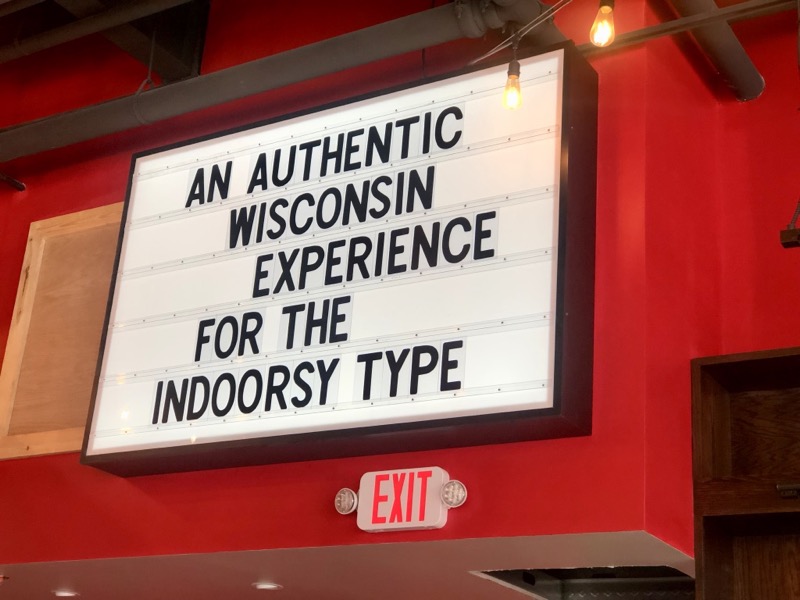 AN AUTHENTIC
WISCONSIN
EXPERIENCE
FOR THE
INDOORSY TYPE
EXIT